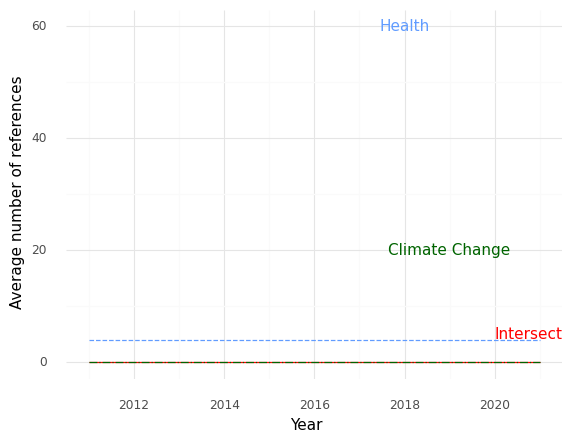 60
Health
40
Average number of references
20
Climate Change
Intersect
0
2012 2014 2016 2018 2020
Year